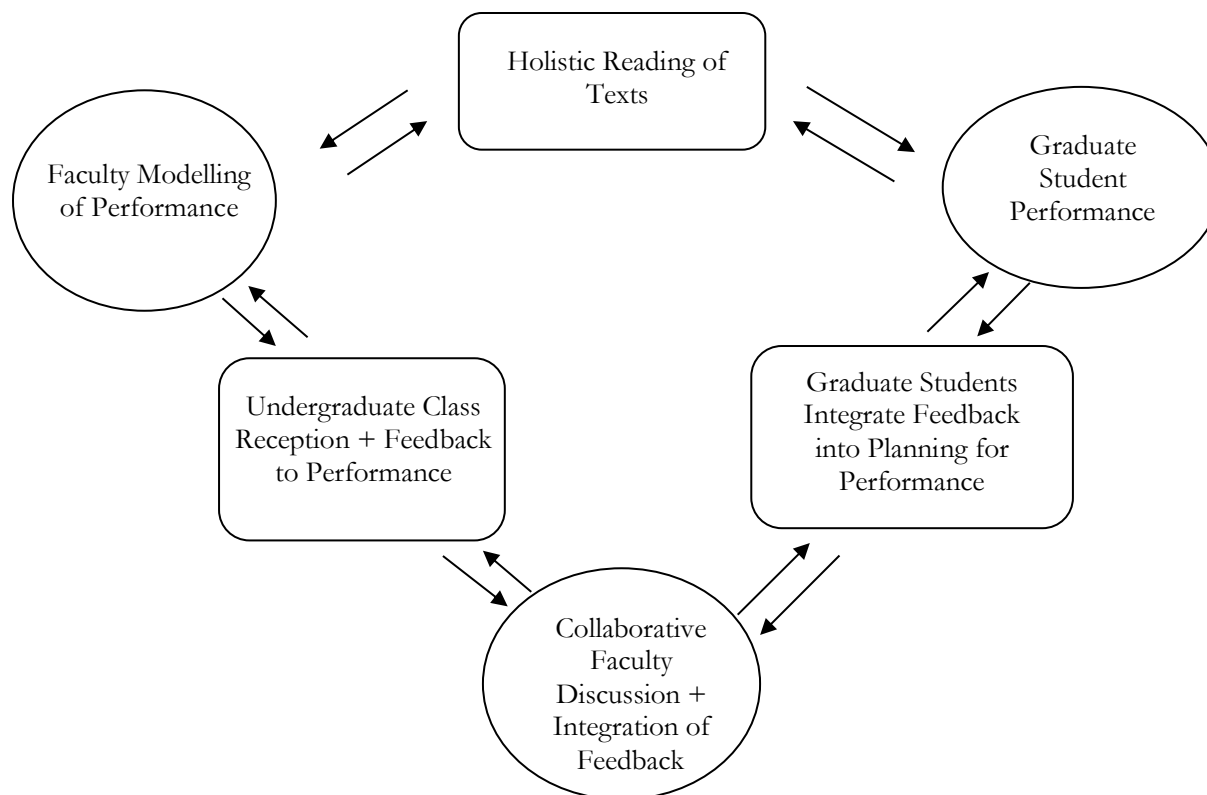 Holistic Reading of
Texts
Faculty Modelling
of Performance
Graduate
Student
Performance
Undergraduate Class
Reception + Feedback
to Performance
Graduate Students
Integrate Feedback
into Planning for
Performance
Collaborative
Faculty
Discussion +
Integration of
Feedback